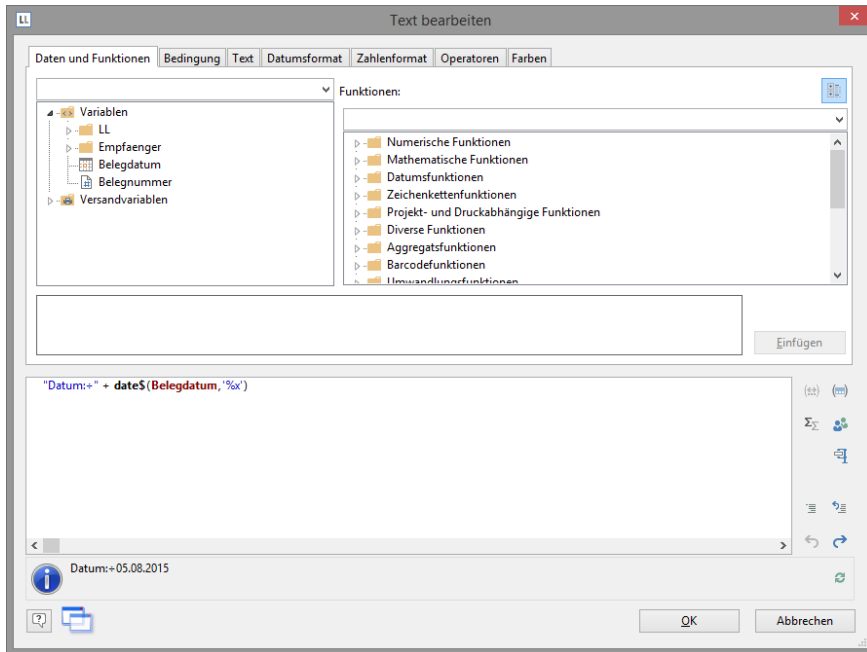 LL
Text bearbeiten
Daten und Funktionen Bedingung Text Datumsformat Zahlenformat Operatoren Farben
Funktionen:
Variablen
LL
Empfaenger
Belegdatum
Belegnummer
Versandvariablen
Numerische Funktionen
Mathematische Funktionen
Datumsfunktionen
Zeichenkettenfunktionen
Projekt- und Druckabhängige Funktionen
Diverse Funktionen
Aggregatsfunktionen
Barcodefunktionen
Umwandlungsfunktionen
Einfügen
"Datum:÷" + date$(Belegdatum,'%x')
Datum:÷05.08.2015
OK Abbrechen